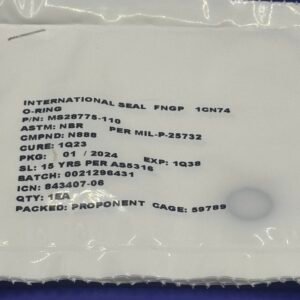 INTERNATIONAL SEAL FNGP 1CN74
O-RING
P/N: MS28775-110
ASTM: NBR
CMPND: N888 PER MIL-P-25732
CURE: 1Q23
PKG: 01 / 2024 EXP: 1Q38
SL: 15 YRS PER AS5316
BATCH: 0021296431
ICN: 843407-06
QTY: 1EA
PACKED: PROPONENT CAGE: 59789